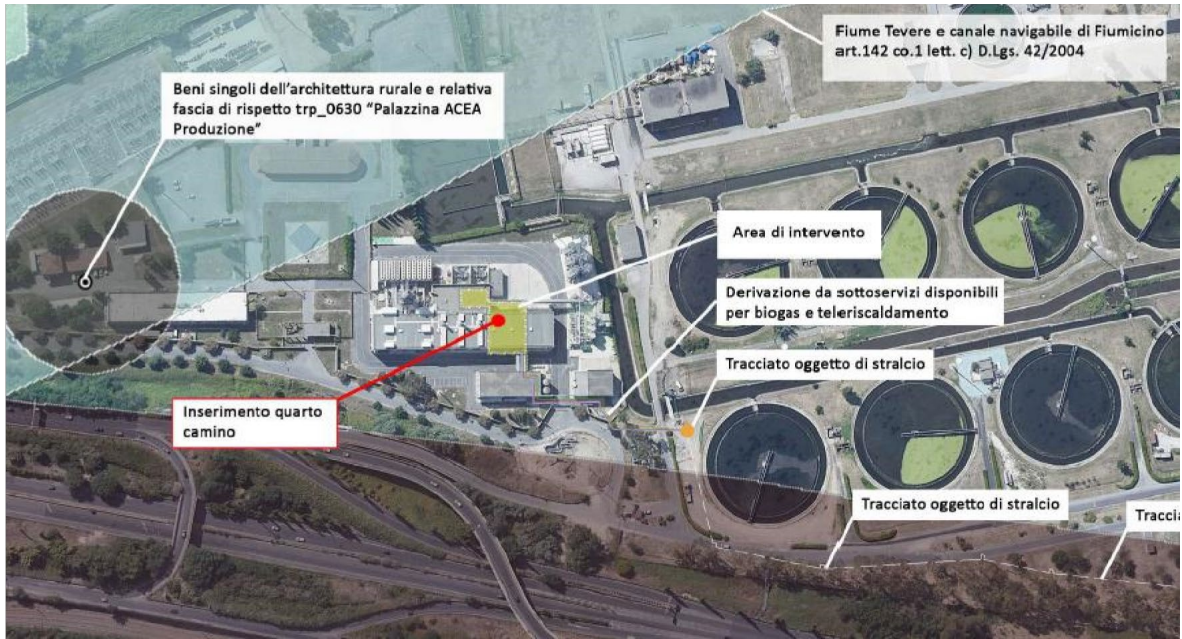 Fiume Tevere e canale navigabile di Fiumicino
art.142 co.1 lett. c) D.Lgs. 42/2004
Beni singoli dell'architettura rurale e relativa
fascia di rispetto trp_0630 "Palazzina ACEA
Produzione"
Area di intervento
Derivazione da sottoservizi disponibili
per biogas e teleriscaldamento
Tracciato oggetto di stralcio
Inserimento quarto
camino
Tracciato oggetto di stralcio
Traccia